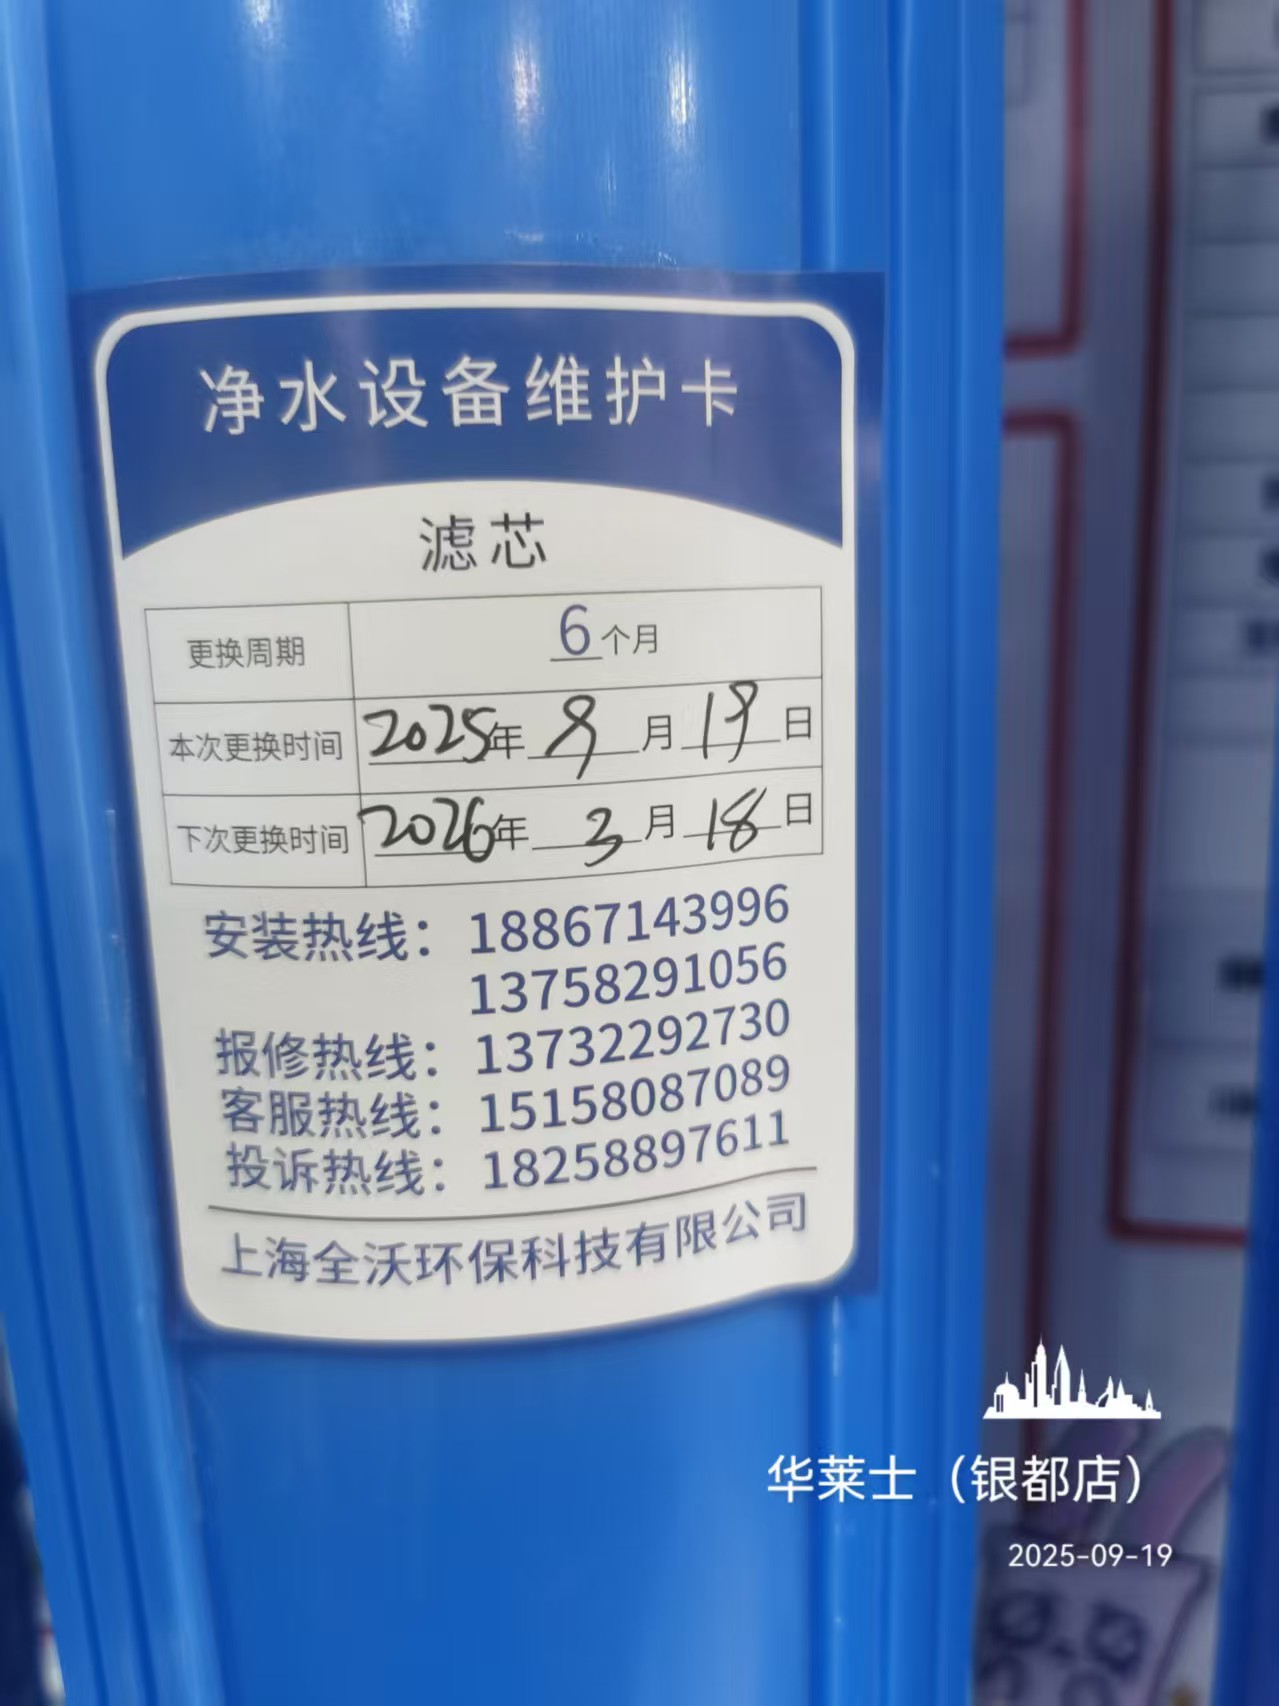 净水设备维护卡
滤芯
更换周期 6个月
本次更换时间 2025年9月19日
下次更换时间 2026年3月18日
安装热线：18867143996
13758291056
报修热线：13732292730
客服热线：15158087089
投诉热线：18258897611
上海全沃环保科技有限公司
华莱士（银都店）
2025-09-19